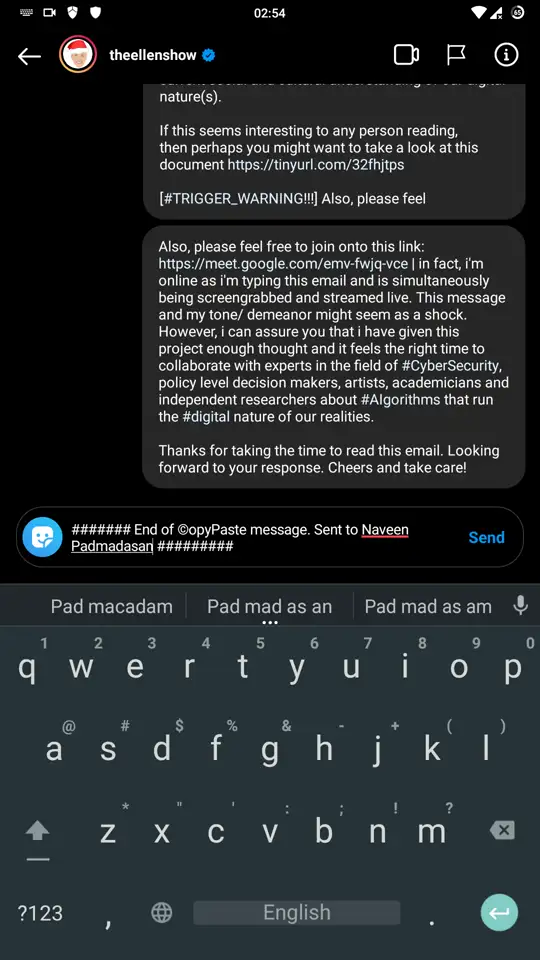 02:54
65
theellenshow
nature(s).
If this seems interesting to any person reading,
then perhaps you might want to take a look at this
document https://tinyurl.com/32fhjtps
[#TRIGGER_WARNING!!!] Also, please feel
Also, please feel free to join onto this link:
https://meet.google.com/emv-fwjq-vce | in fact, i'm
online as i'm typing this email and is simultaneously
being screengrabbed and streamed live. This message
and my tone/ demeanor might seem as a shock.
However, i can assure you that i have given this
project enough thought and it feels the right time to
collaborate with experts in the field of #CyberSecurity,
policy level decision makers, artists, academicians and
independent researchers about #AIgorithms that run
the #digital nature of our realities.
Thanks for taking the time to read this email. Looking
forward to your response. Cheers and take care!
####### End of ©opyPaste message. Sent to Naveen
Padmadasan #########
Send
Pad macadam Pad mad as an Pad mad as am
1 2 3 4 5 6 7 8 9 0
q w e r t y u i o p
@ # $ % & - + ( )
a s d f g h j k l
* " ' : ; ! ?
z x c v b n m
?123 , English .